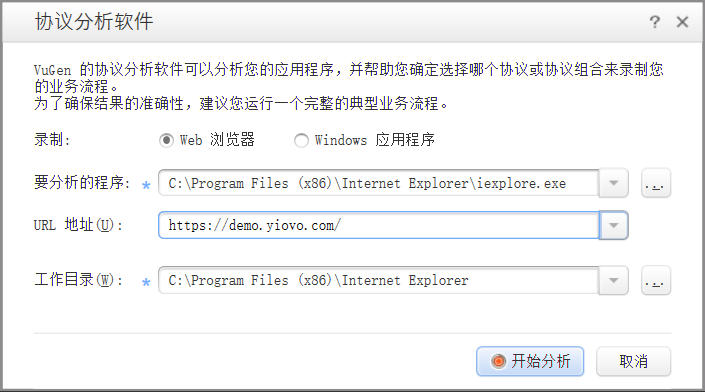 协议分析软件
VuGen 的协议分析软件可以分析您的应用程序，并帮助您确定选择哪个协议或协议组合来录制您
的业务流程。
为了确保结果的准确性，建议您运行一个完整的典型业务流程。
录制: Web 浏览器 Windows 应用程序
要分析的程序: * C:\Program Files (x86)\Internet Explorer\iexplore.exe ...
URL 地址(U): https://demo.yiovo.com/
工作目录(W): * C:\Program Files (x86)\Internet Explorer ...
开始分析 取消